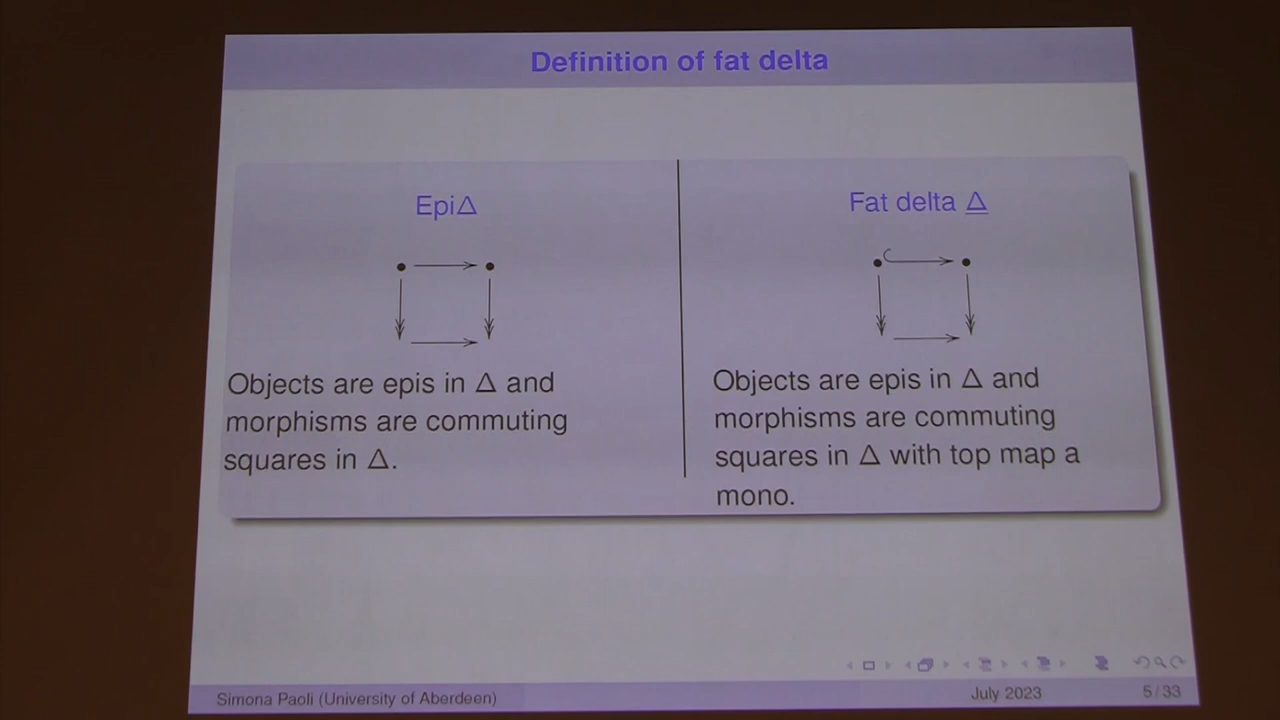 Definition of fat delta
EpiΔ
Objects are epis in Δ and
morphisms are commuting
squares in Δ.
Fat delta Δ̲
Objects are epis in Δ and
morphisms are commuting
squares in Δ with top map a
mono.
Simona Paoli (University of Aberdeen)
July 2023
5 / 33